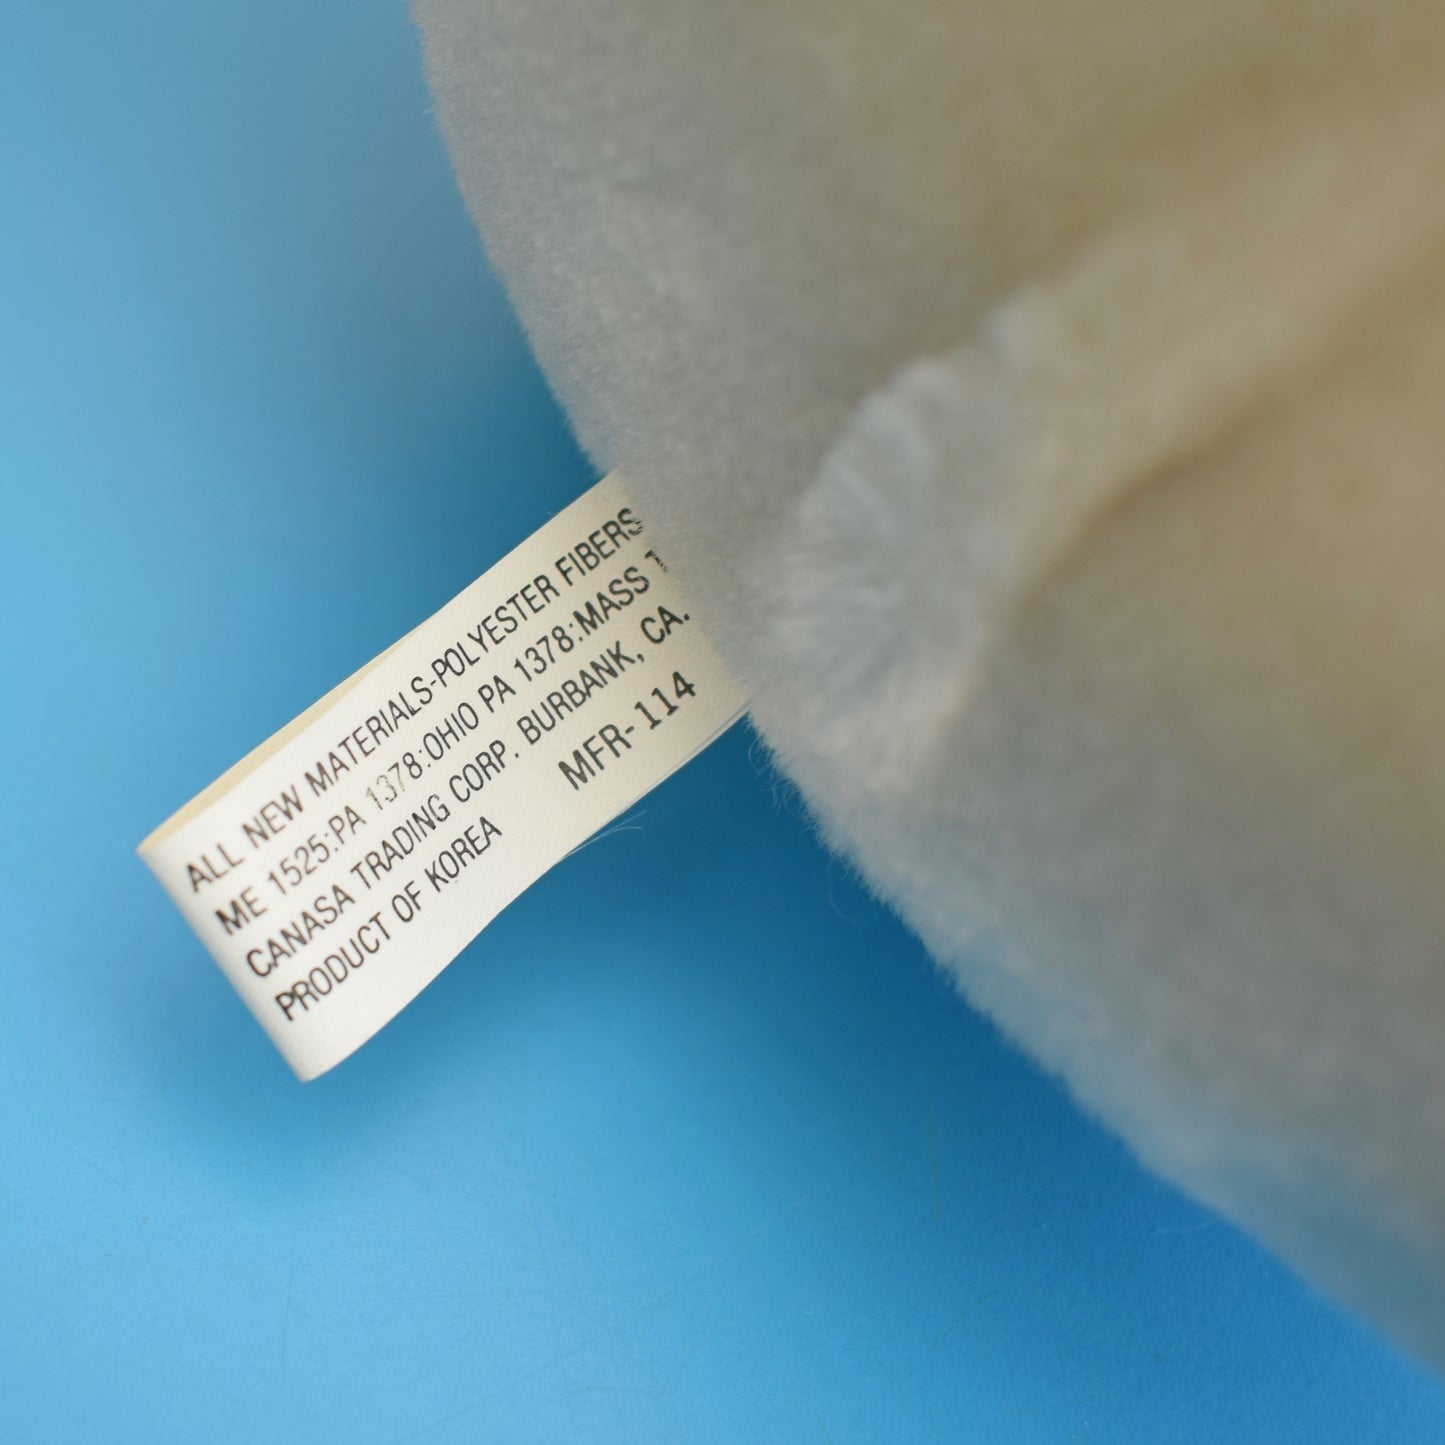 ALL NEW MATERIALS-POLYESTER FIBERS
ME 1525:PA 1378:OHIO PA 1378:MASS
CANASA TRADING CORP. BURBANK, CA.
PRODUCT OF KOREA MFR-114